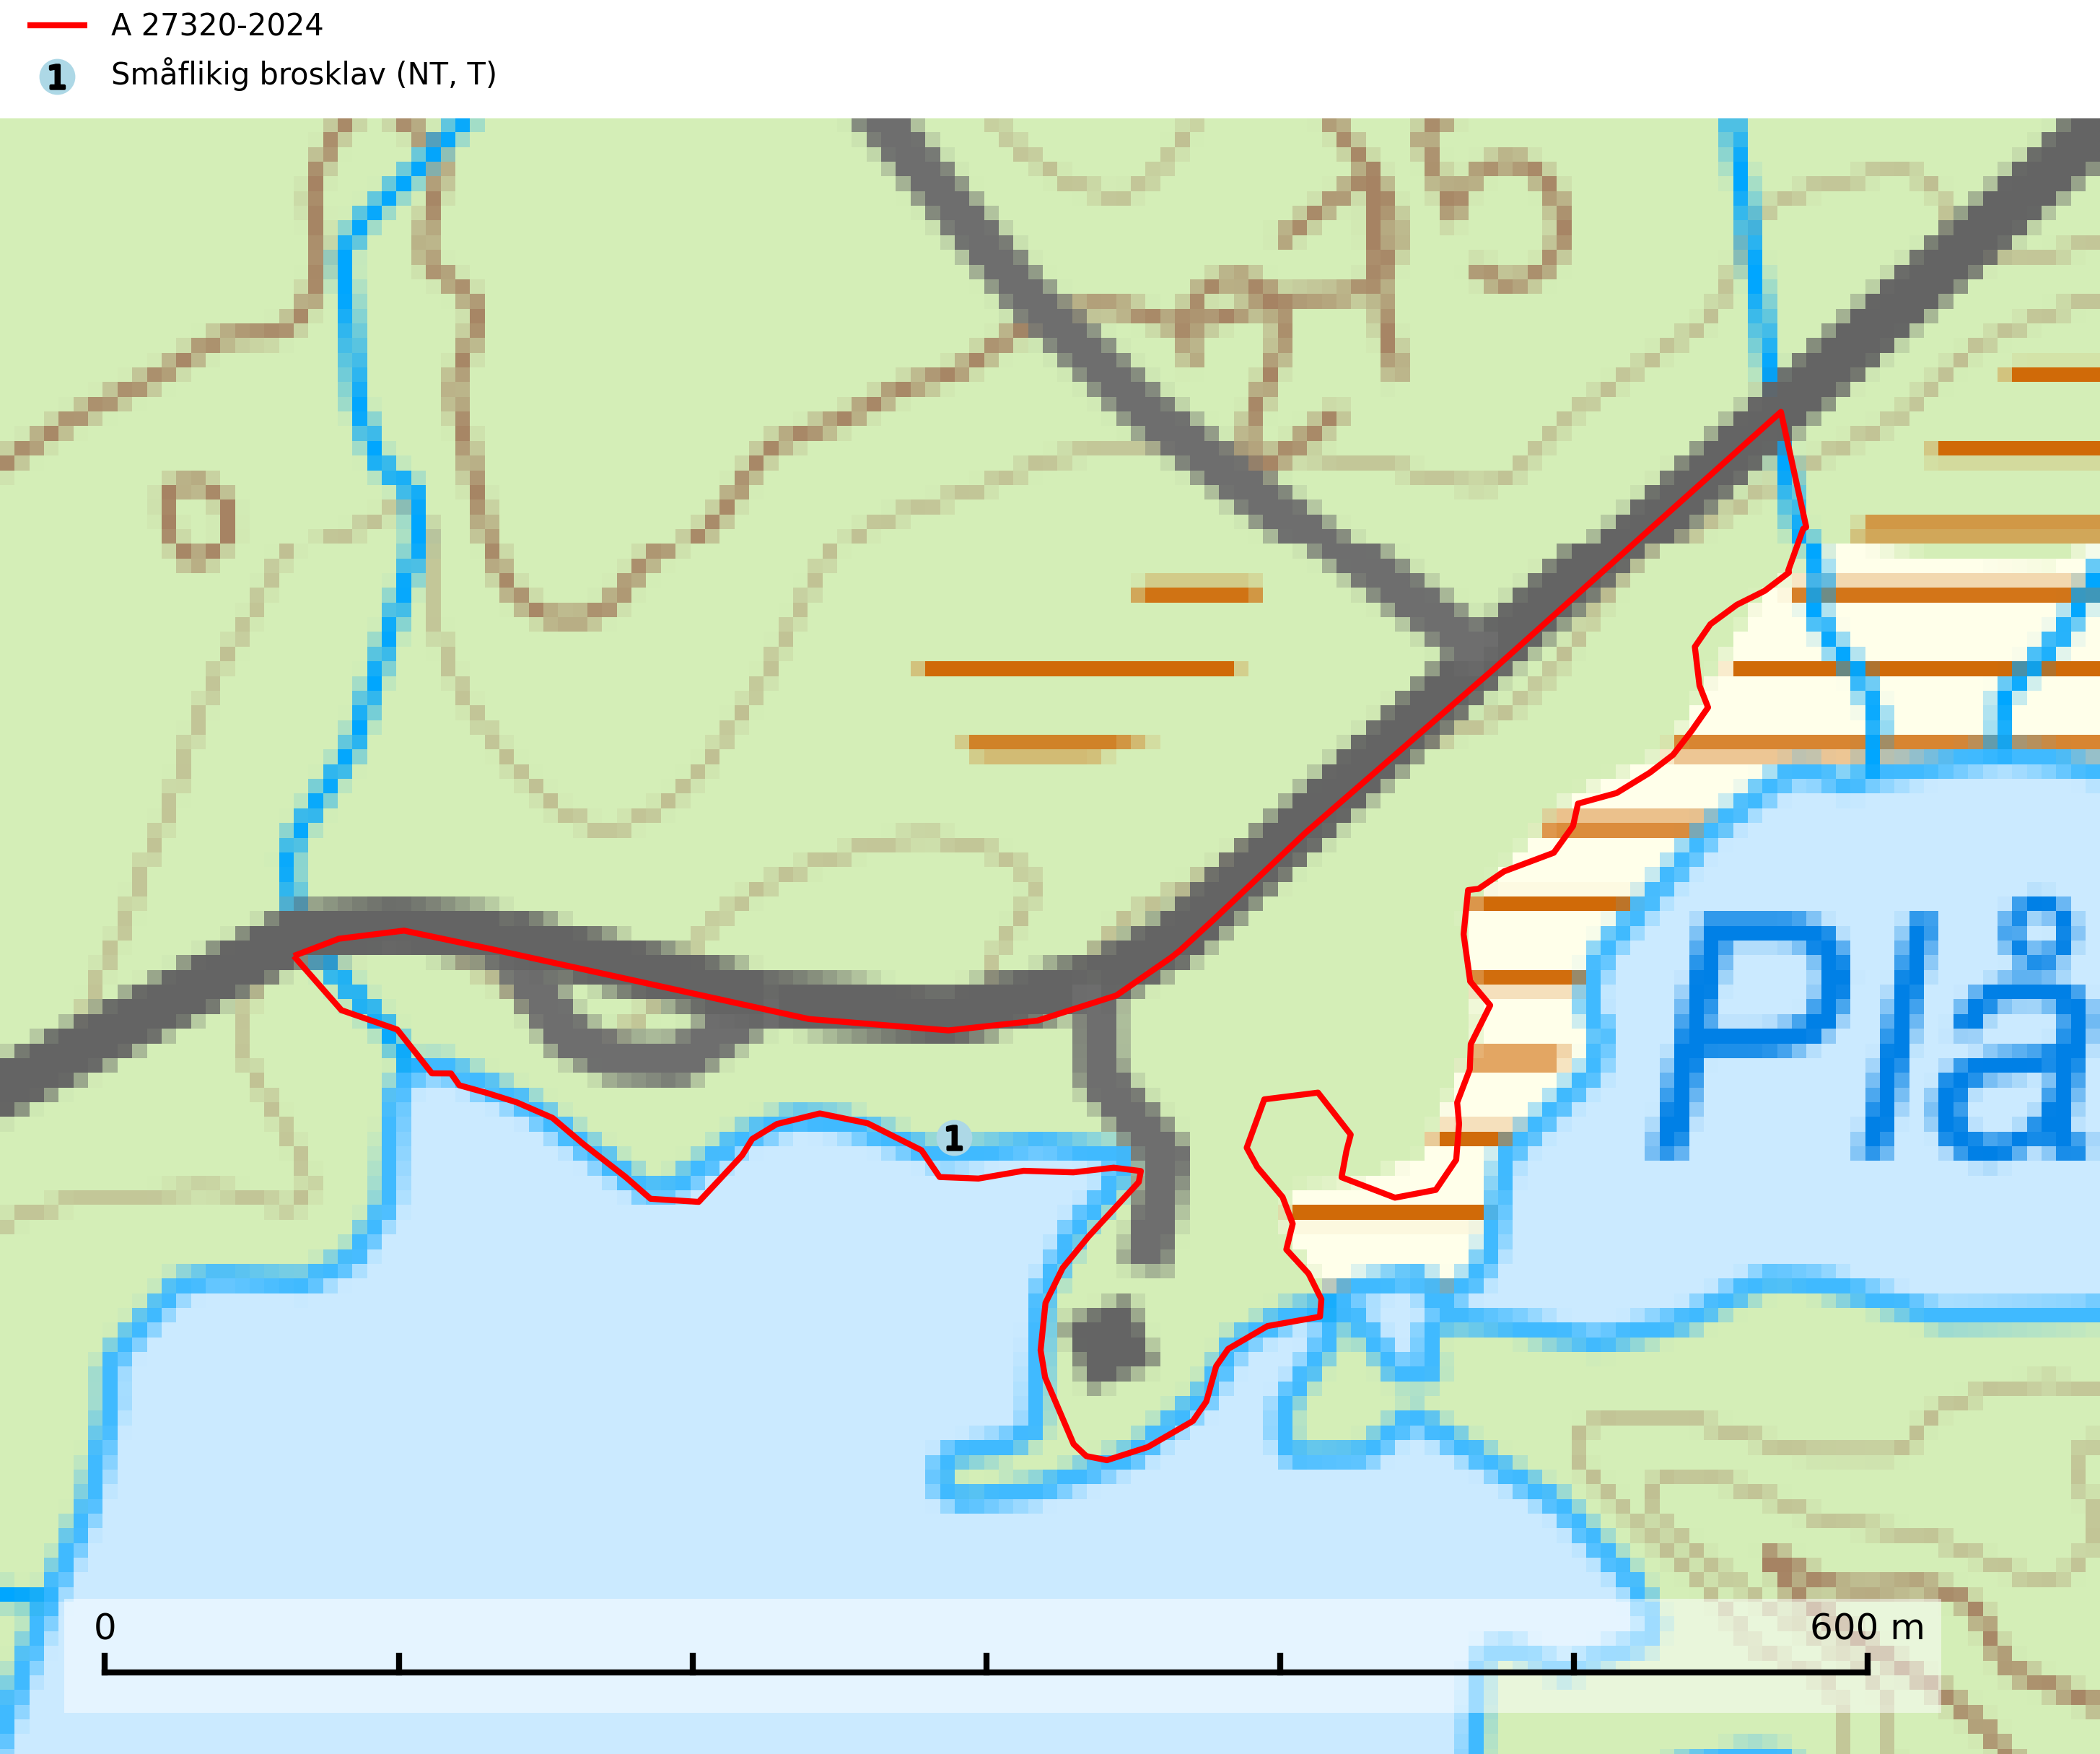 A 27320-2024
1 Småflikig brosklav (NT, T)
1
Plå
0 600 m